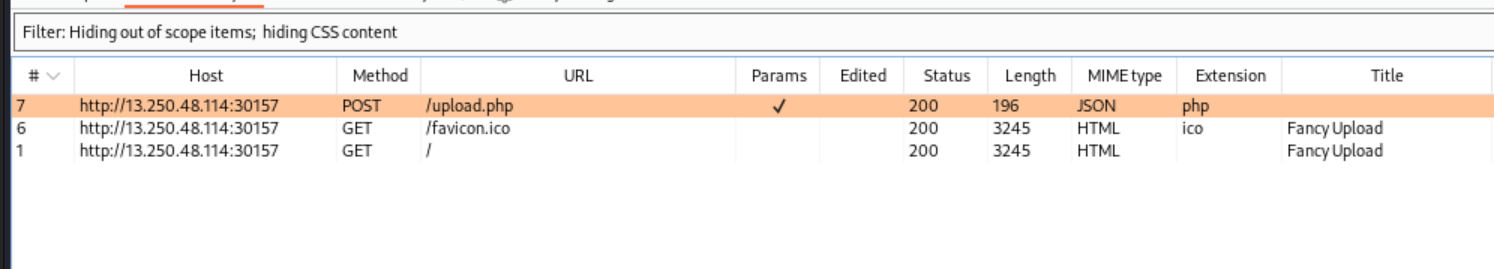 Filter: Hiding out of scope items; hiding CSS content
# Host Method URL Params Edited Status Length MIME type Extension Title
7 http://13.250.48.114:30157 POST /upload.php ✓ 200 196 JSON php
6 http://13.250.48.114:30157 GET /favicon.ico 200 3245 HTML ico Fancy Upload
1 http://13.250.48.114:30157 GET / 200 3245 HTML Fancy Upload